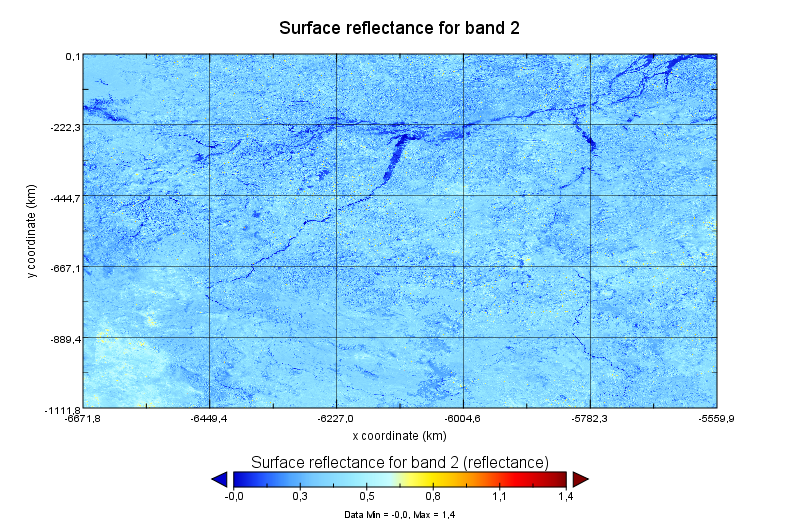 Surface reflectance for band 2
0,1
-222,3
-444,7
-667,1
-889,4
-1111,8
y coordinate (km)
-6671,8 -6449,4 -6227,0 -6004,6 -5782,3 -5559,9
x coordinate (km)
Surface reflectance for band 2 (reflectance)
-0,0 0,3 0,5 0,8 1,1 1,4
Data Min = -0,0, Max = 1,4